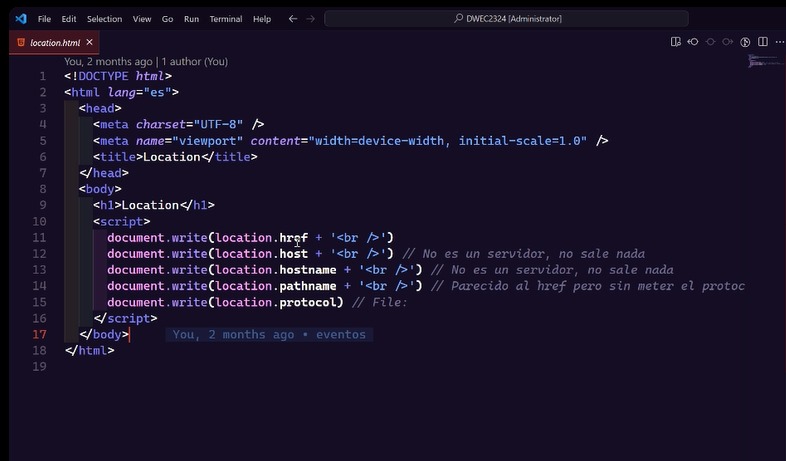 File Edit Selection View Go Run Terminal Help DWEC2324 [Administrator]
location.html
You, 2 months ago | 1 author (You)
1 <!DOCTYPE html>
2 <html lang="es">
3 <head>
4 <meta charset="UTF-8" />
5 <meta name="viewport" content="width=device-width, initial-scale=1.0" />
6 <title>Location</title>
7 </head>
8 <body>
9 <h1>Location</h1>
10 <script>
11 document.write(location.href + '<br />')
12 document.write(location.host + '<br />') // No es un servidor, no sale nada
13 document.write(location.hostname + '<br />') // No es un servidor, no sale nada
14 document.write(location.pathname + '<br />') // Parecido al href pero sin meter el protoc
15 document.write(location.protocol) // File:
16 </script>
17 </body> You, 2 months ago • eventos
18 </html>
19